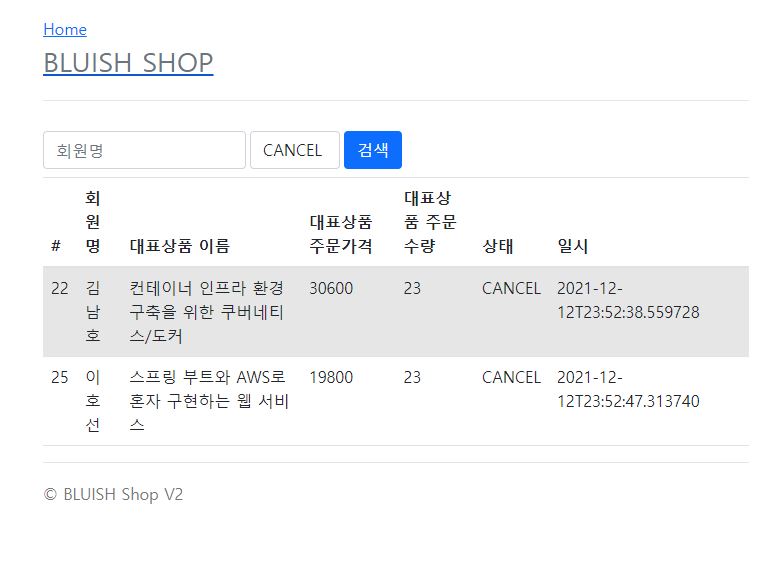 Home
BLUISH SHOP
회원명 CANCEL 검색
# 회원명 대표상품 이름 대표상품 주문가격 대표상품 주문수량 상태 일시
22 김남호 컨테이너 인프라 환경 구축을 위한 쿠버네티스/도커 30600 23 CANCEL 2021-12-12T23:52:38.559728
25 이호선 스프링 부트와 AWS로 혼자 구현하는 웹 서비스 19800 23 CANCEL 2021-12-12T23:52:47.313740
© BLUISH Shop V2